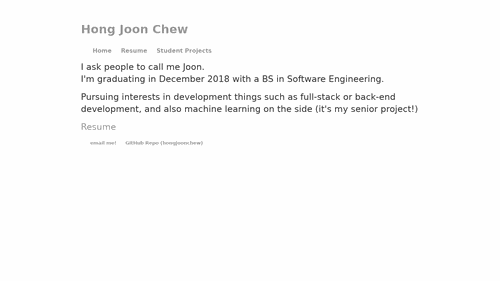 Hong Joon Chew
Home Resume Student Projects
I ask people to call me Joon.
I'm graduating in December 2018 with a BS in Software Engineering.
Pursuing interests in development things such as full-stack or back-end
development, and also machine learning on the side (it's my senior project!)
Resume
email me! GitHub Repo (hongjoonchew)